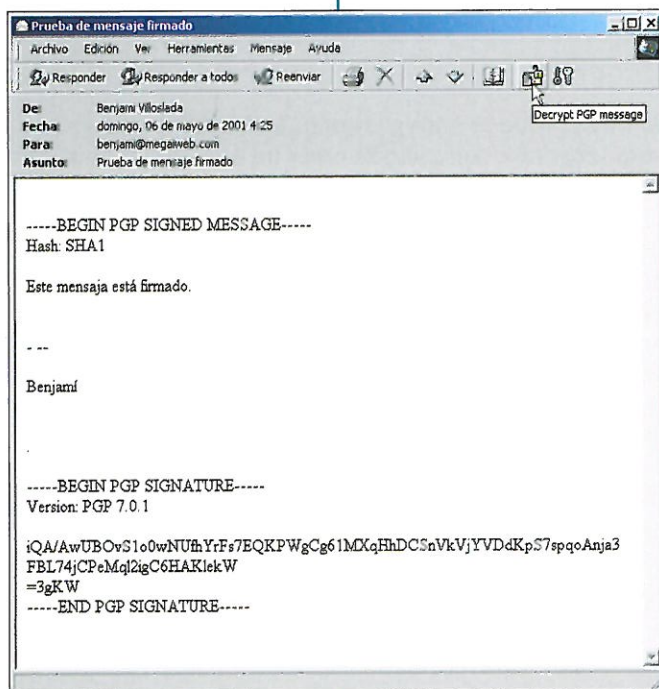 Prueba de mensaje firmado
Archivo Edición Ver Herramientas Mensaje Ayuda
Responder Responder a todos Reenviar
Decrypt PGP message
De: Benjami Villoslada
Fecha: domingo, 06 de mayo de 2001 4:25
Para: benjami@megaweb.com
Asunto: Prueba de mensaje firmado
-----BEGIN PGP SIGNED MESSAGE-----
Hash: SHA1
Este mensaja está firmado.
- --
Benjamí
.
-----BEGIN PGP SIGNATURE-----
Version: PGP 7.0.1
iQA/AwUBOvS1o0wNUfhYrFs7EQKPWgCg61MXqHhDCSnVkVjYVDdKpS7spqoAnja3
FBL74jCPeMql2igC6HAKlekW
=3gKW
-----END PGP SIGNATURE-----